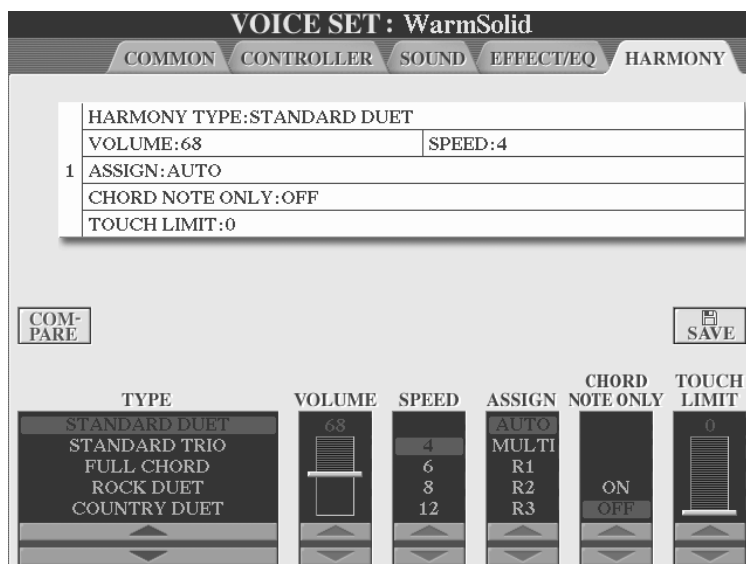 VOICE SET : WarmSolid
COMMON CONTROLLER SOUND EFFECT/EQ HARMONY
HARMONY TYPE:STANDARD DUET
VOLUME:68 SPEED:4
1 ASSIGN:AUTO
CHORD NOTE ONLY:OFF
TOUCH LIMIT:0
COM-
PARE
SAVE
TYPE VOLUME SPEED ASSIGN CHORD NOTE ONLY TOUCH LIMIT
STANDARD DUET 68 AUTO 0
STANDARD TRIO 4 MULTI
FULL CHORD 6 R1
ROCK DUET 8 R2 ON
COUNTRY DUET 12 R3 OFF